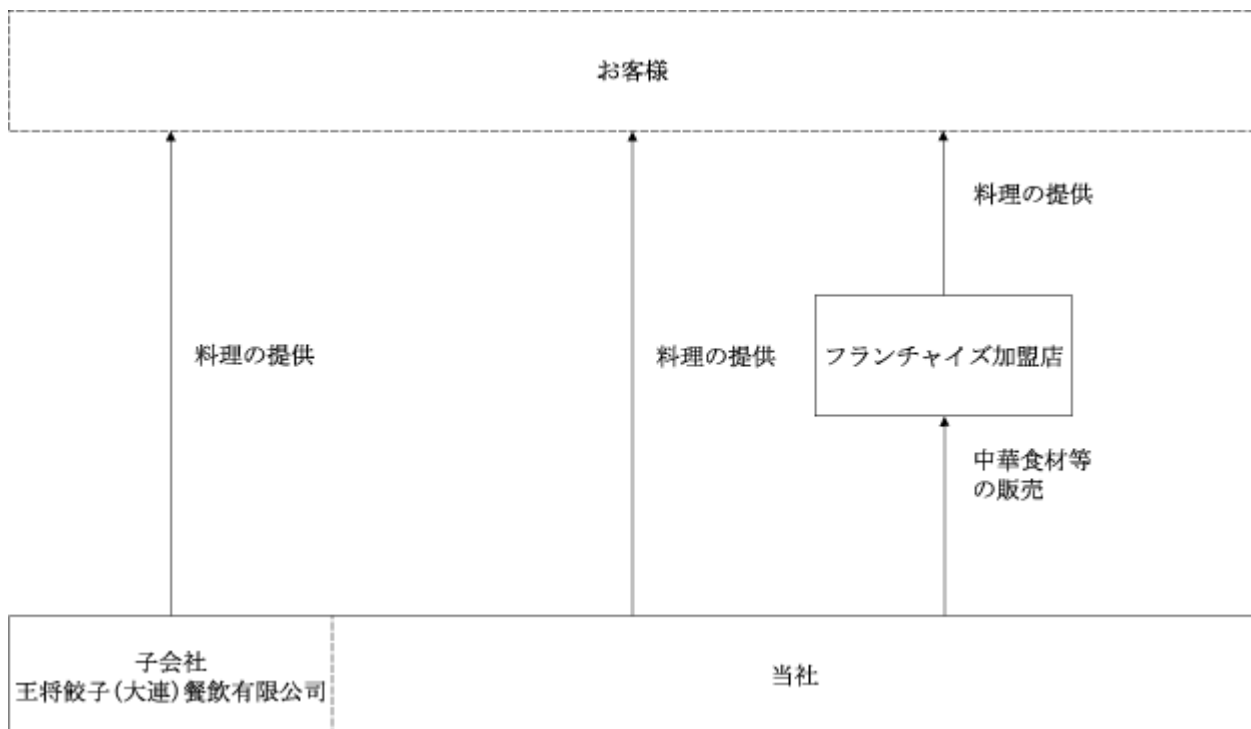 お客様
料理の提供
料理の提供
料理の提供
フランチャイズ加盟店
中華食材等
の販売
子会社
王将餃子(大連)餐飲有限公司
当社